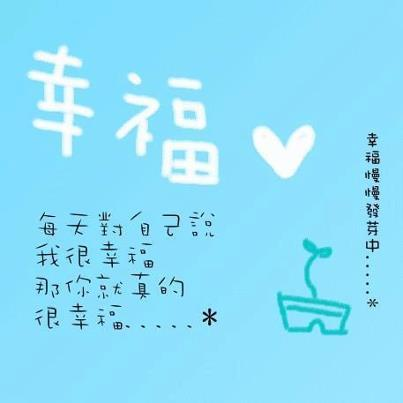 幸福
每天對自己說
我很幸福
那你就真的
很幸福.....*
幸福慢慢發芽中.....*